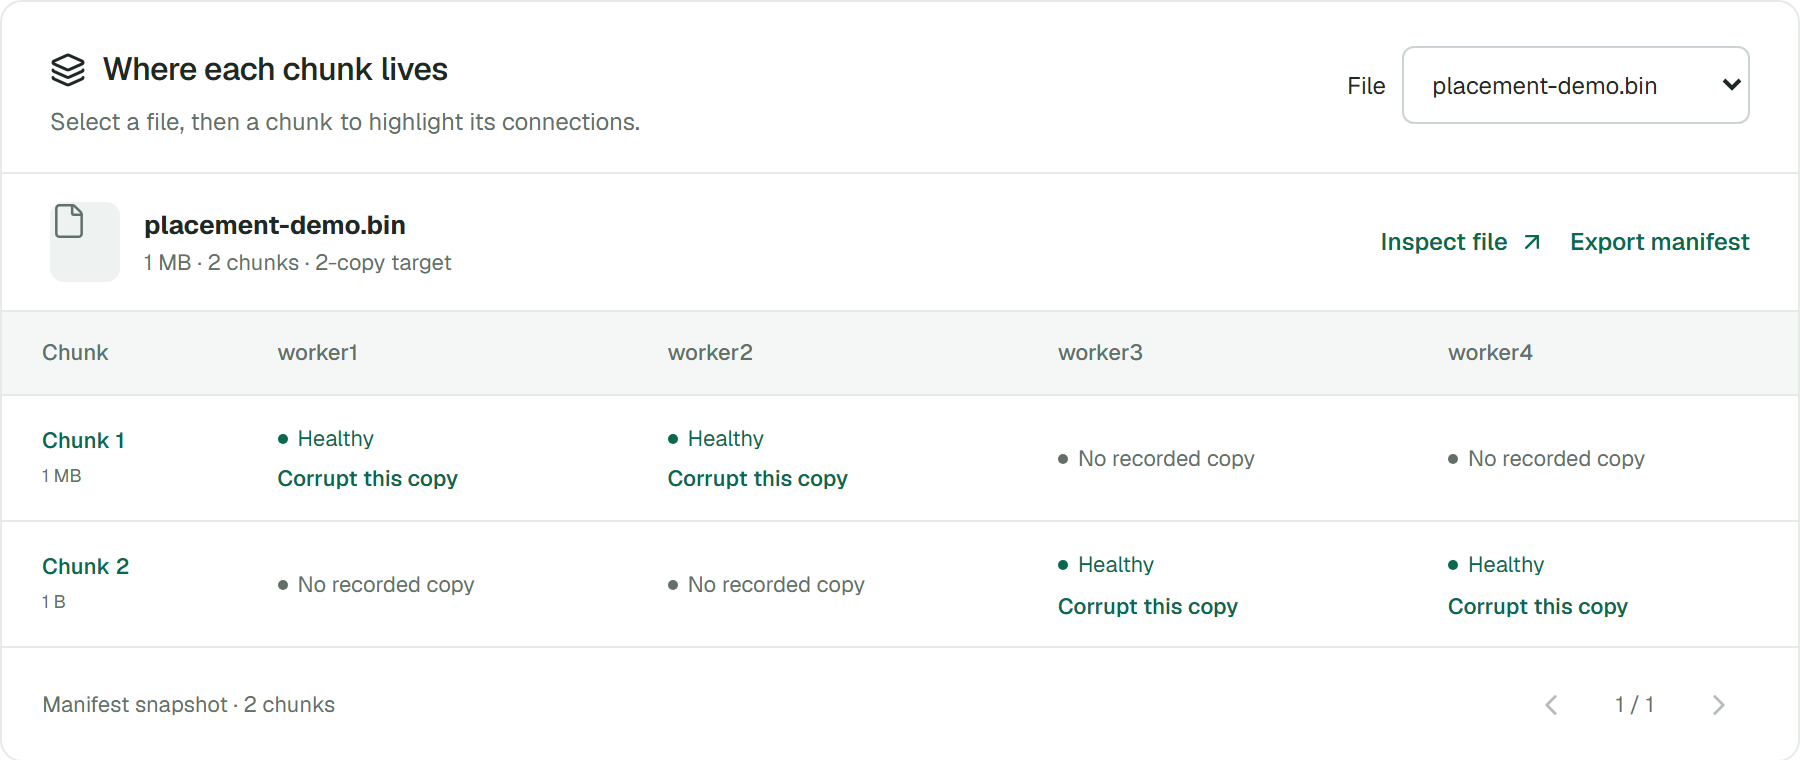 Where each chunk lives
Select a file, then a chunk to highlight its connections.
File placement-demo.bin
placement-demo.bin
1 MB · 2 chunks · 2-copy target
Inspect file Export manifest
Chunk worker1 worker2 worker3 worker4
Chunk 1
1 MB
Healthy
Corrupt this copy
Healthy
Corrupt this copy
No recorded copy
No recorded copy
Chunk 2
1 B
No recorded copy
No recorded copy
Healthy
Corrupt this copy
Healthy
Corrupt this copy
Manifest snapshot · 2 chunks
1 / 1